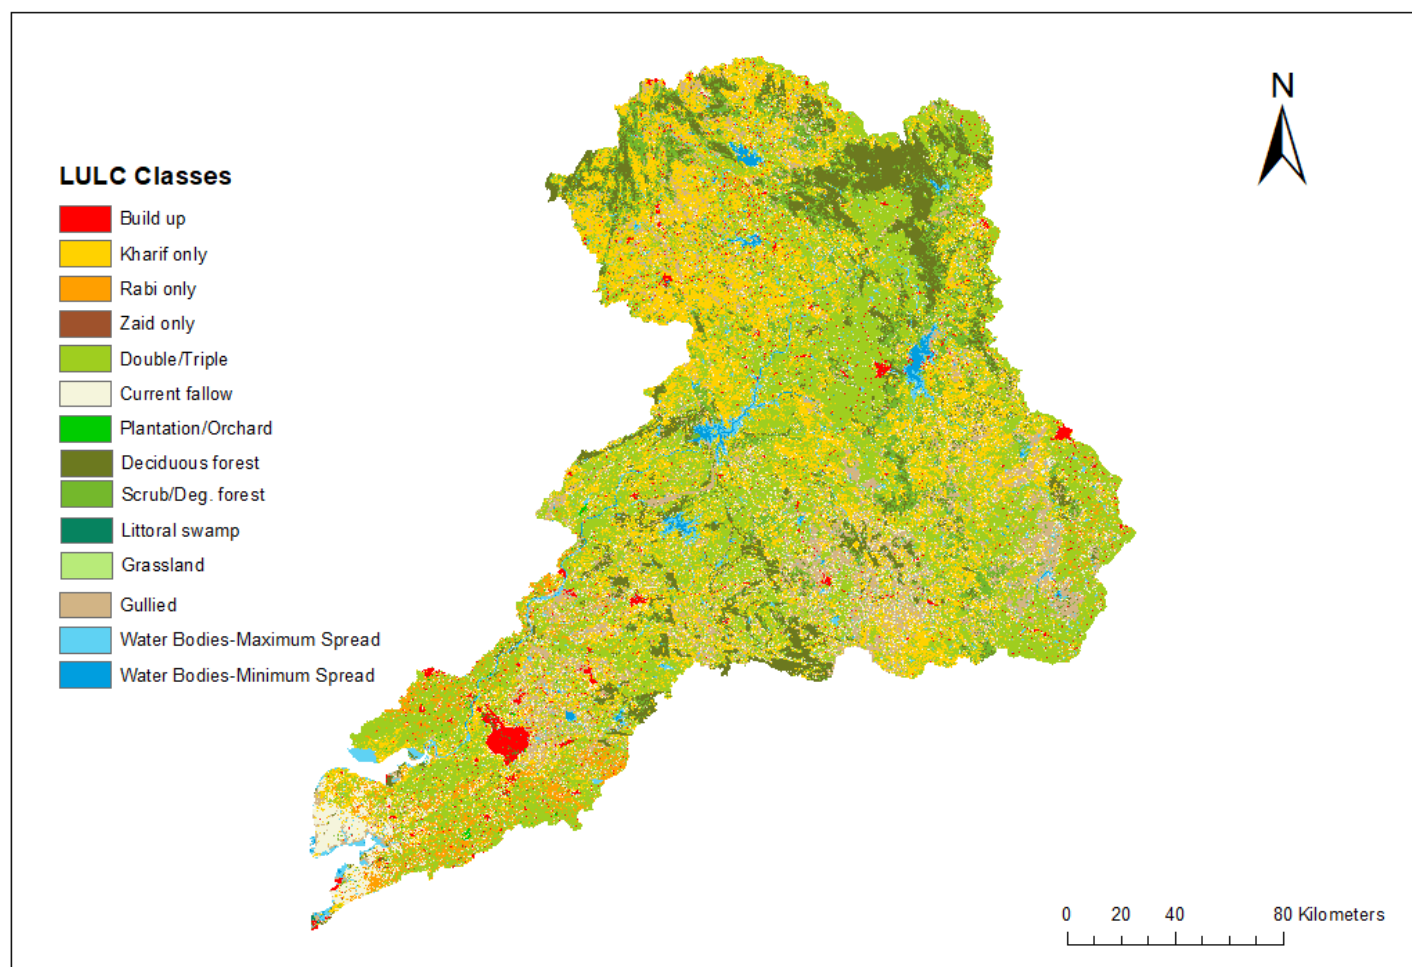 N
LULC Classes
Build up
Kharif only
Rabi only
Zaid only
Double/Triple
Current fallow
Plantation/Orchard
Deciduous forest
Scrub/Deg. forest
Littoral swamp
Grassland
Gullied
Water Bodies-Maximum Spread
Water Bodies-Minimum Spread
0 20 40 80 Kilometers